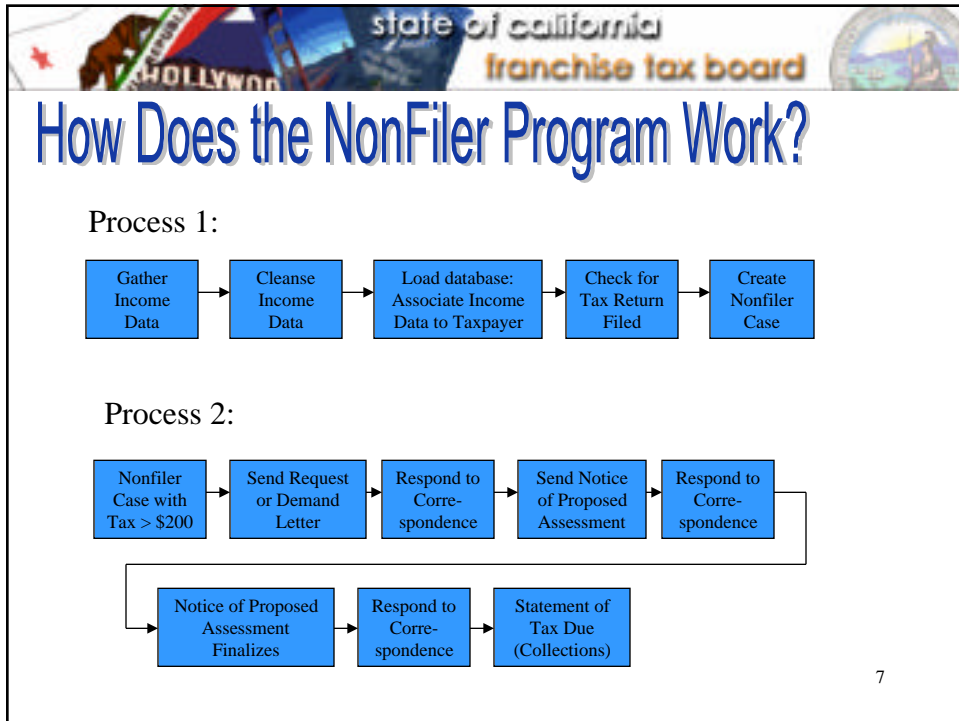 REPUBLIC
HOLLYWOO
state of california
franchise tax board
How Does the NonFiler Program Work?
Process 1:
Gather
Income
Data
Cleanse
Income
Data
Load database:
Associate Income
Data to Taxpayer
Check for
Tax Return
Filed
Create
Nonfiler
Case
Process 2:
Nonfiler
Case with
Tax > $200
Send Request
or Demand
Letter
Respond to
Corre-
spondence
Send Notice
of Proposed
Assessment
Respond to
Corre-
spondence
Notice of Proposed
Assessment
Finalizes
Respond to
Corre-
spondence
Statement of
Tax Due
(Collections)
7